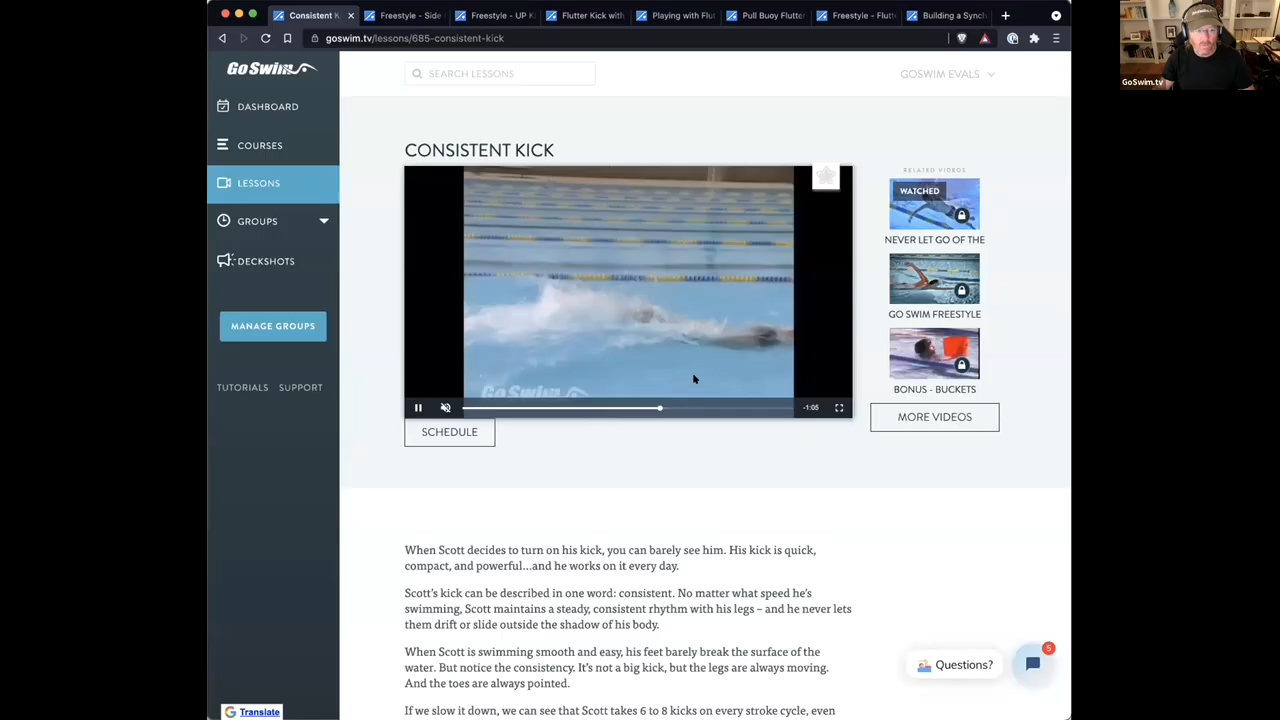 Consistent K
Freestyle - Side
Freestyle - UP K
Flutter Kick with
Playing with Flut
Pull Buoy Flutter
Freestyle - Flutt
Building a Synch
goswim.tv/lessons/685-consistent-kick
GoSwim
SEARCH LESSONS
GOSWIM EVALS
GoSwim.tv
DASHBOARD
COURSES
LESSONS
GROUPS
DECKSHOTS
MANAGE GROUPS
TUTORIALS SUPPORT
CONSISTENT KICK
GoSwim
-1:05
SCHEDULE
RELATED VIDEOS
WATCHED
NEVER LET GO OF THE
GO SWIM FREESTYLE
BONUS - BUCKETS
MORE VIDEOS
When Scott decides to turn on his kick, you can barely see him. His kick is quick,
compact, and powerful...and he works on it every day.
Scott's kick can be described in one word: consistent. No matter what speed he's
swimming, Scott maintains a steady, consistent rhythm with his legs – and he never lets
them drift or slide outside the shadow of his body.
When Scott is swimming smooth and easy, his feet barely break the surface of the
water. But notice the consistency. It's not a big kick, but the legs are always moving.
And the toes are always pointed.
If we slow it down, we can see that Scott takes 6 to 8 kicks on every stroke cycle, even
Questions?
5
Translate